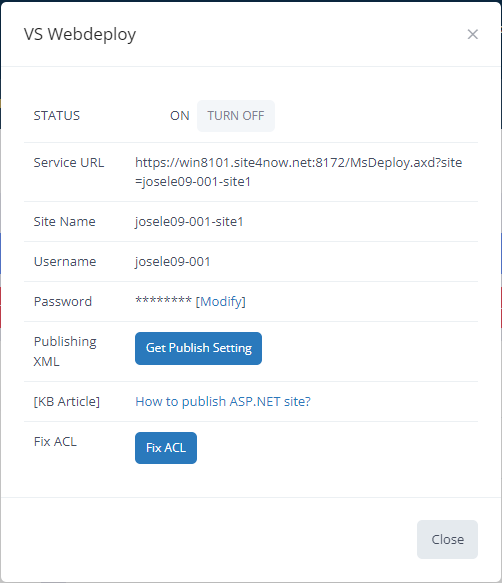 VS Webdeploy
×
STATUS ON TURN OFF
Service URL https://win8101.site4now.net:8172/MsDeploy.axd?site
=josele09-001-site1
Site Name josele09-001-site1
Username josele09-001
Password ******** [Modify]
Publishing
XML
Get Publish Setting
[KB Article] How to publish ASP.NET site?
Fix ACL Fix ACL
Close